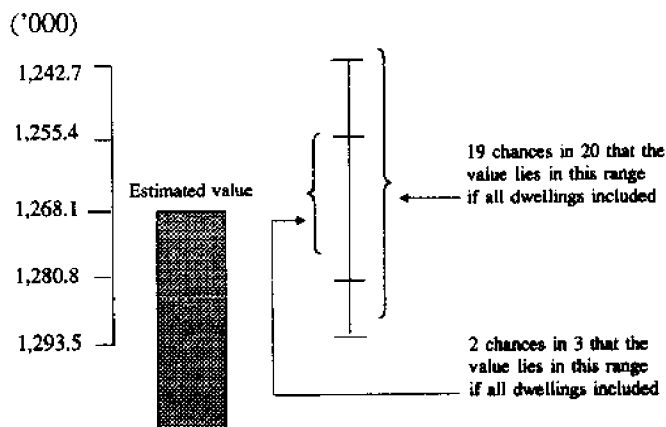 ('000)
1,242.7
1,255.4
Estimated value
1,268.1
1,280.8
1,293.5
19 chances in 20 that the
value lies in this range
if all dwellings included
2 chances in 3 that the
value lies in this range
if all dwellings included